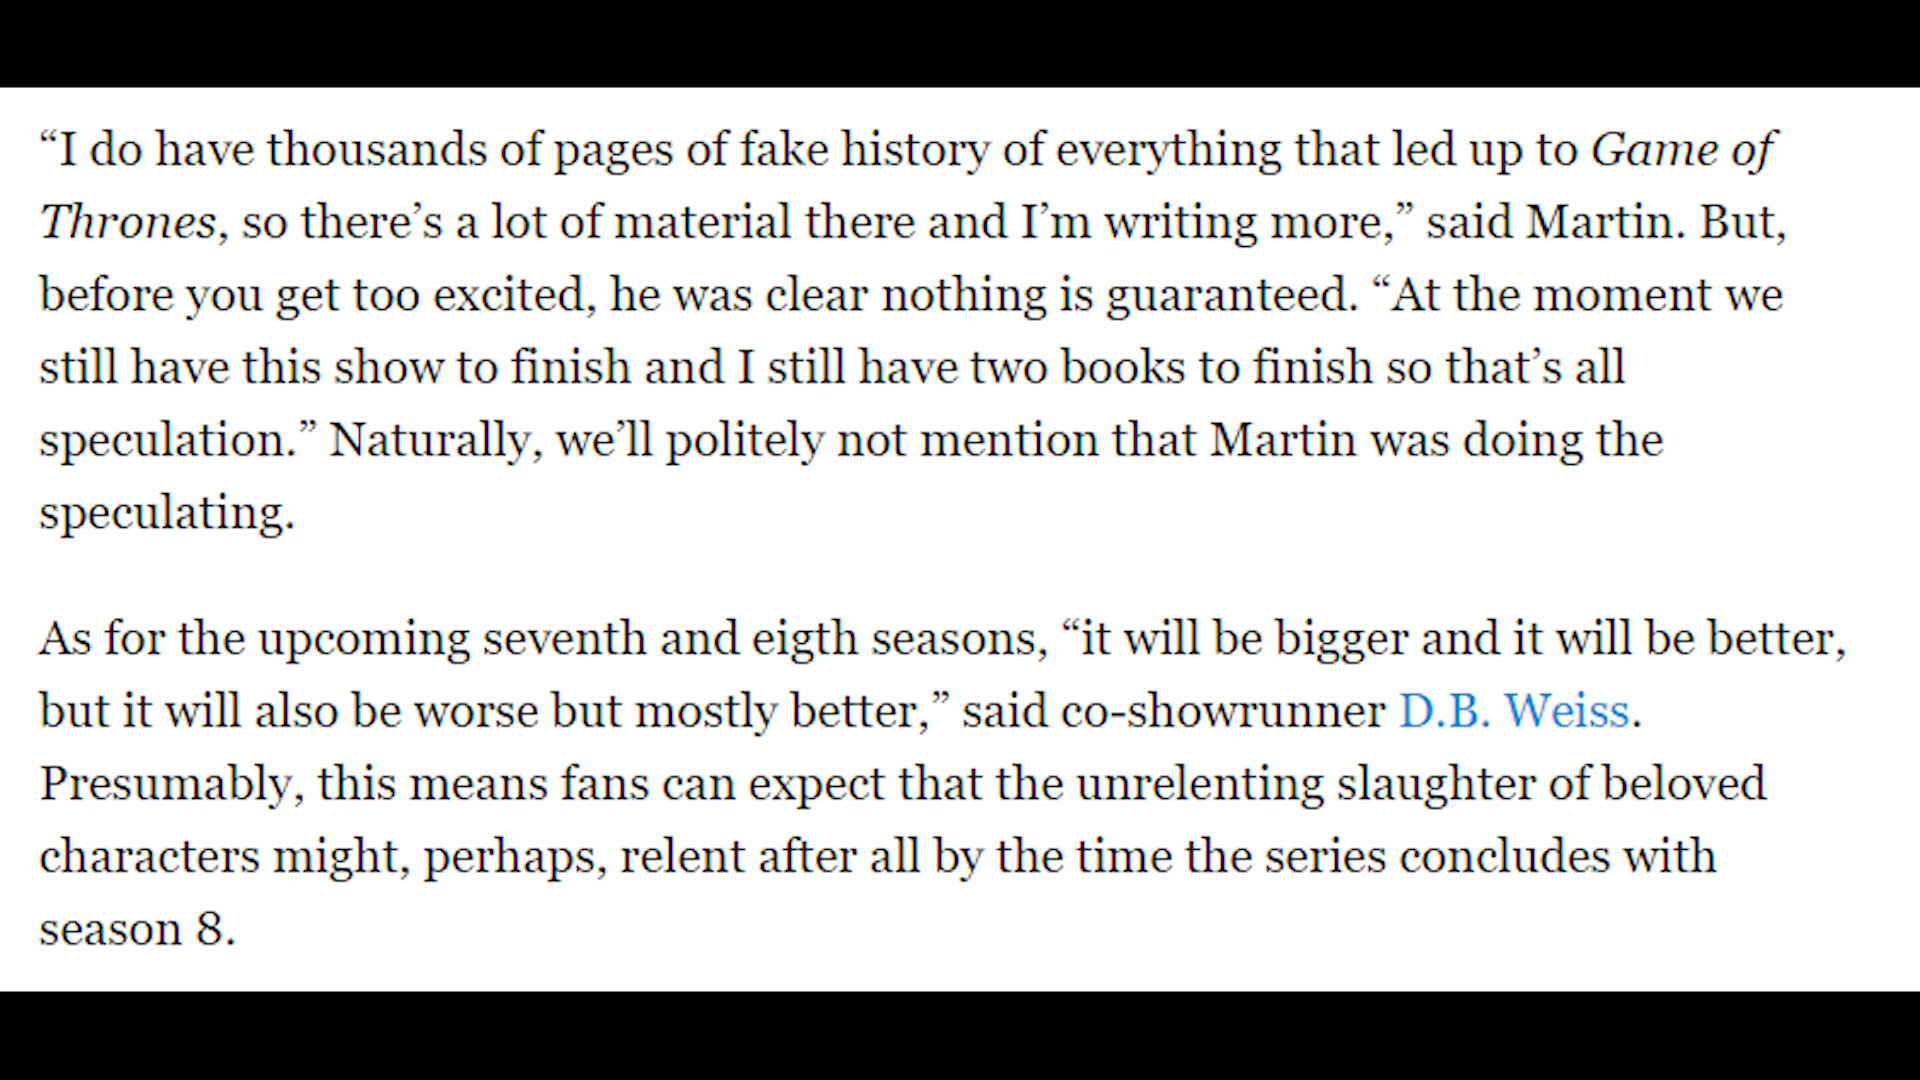 “I do have thousands of pages of fake history of everything that led up to Game of
Thrones, so there’s a lot of material there and I’m writing more,” said Martin. But,
before you get too excited, he was clear nothing is guaranteed. “At the moment we
still have this show to finish and I still have two books to finish so that’s all
speculation.” Naturally, we’ll politely not mention that Martin was doing the
speculating.
As for the upcoming seventh and eigth seasons, “it will be bigger and it will be better,
but it will also be worse but mostly better,” said co-showrunner D.B. Weiss.
Presumably, this means fans can expect that the unrelenting slaughter of beloved
characters might, perhaps, relent after all by the time the series concludes with
season 8.